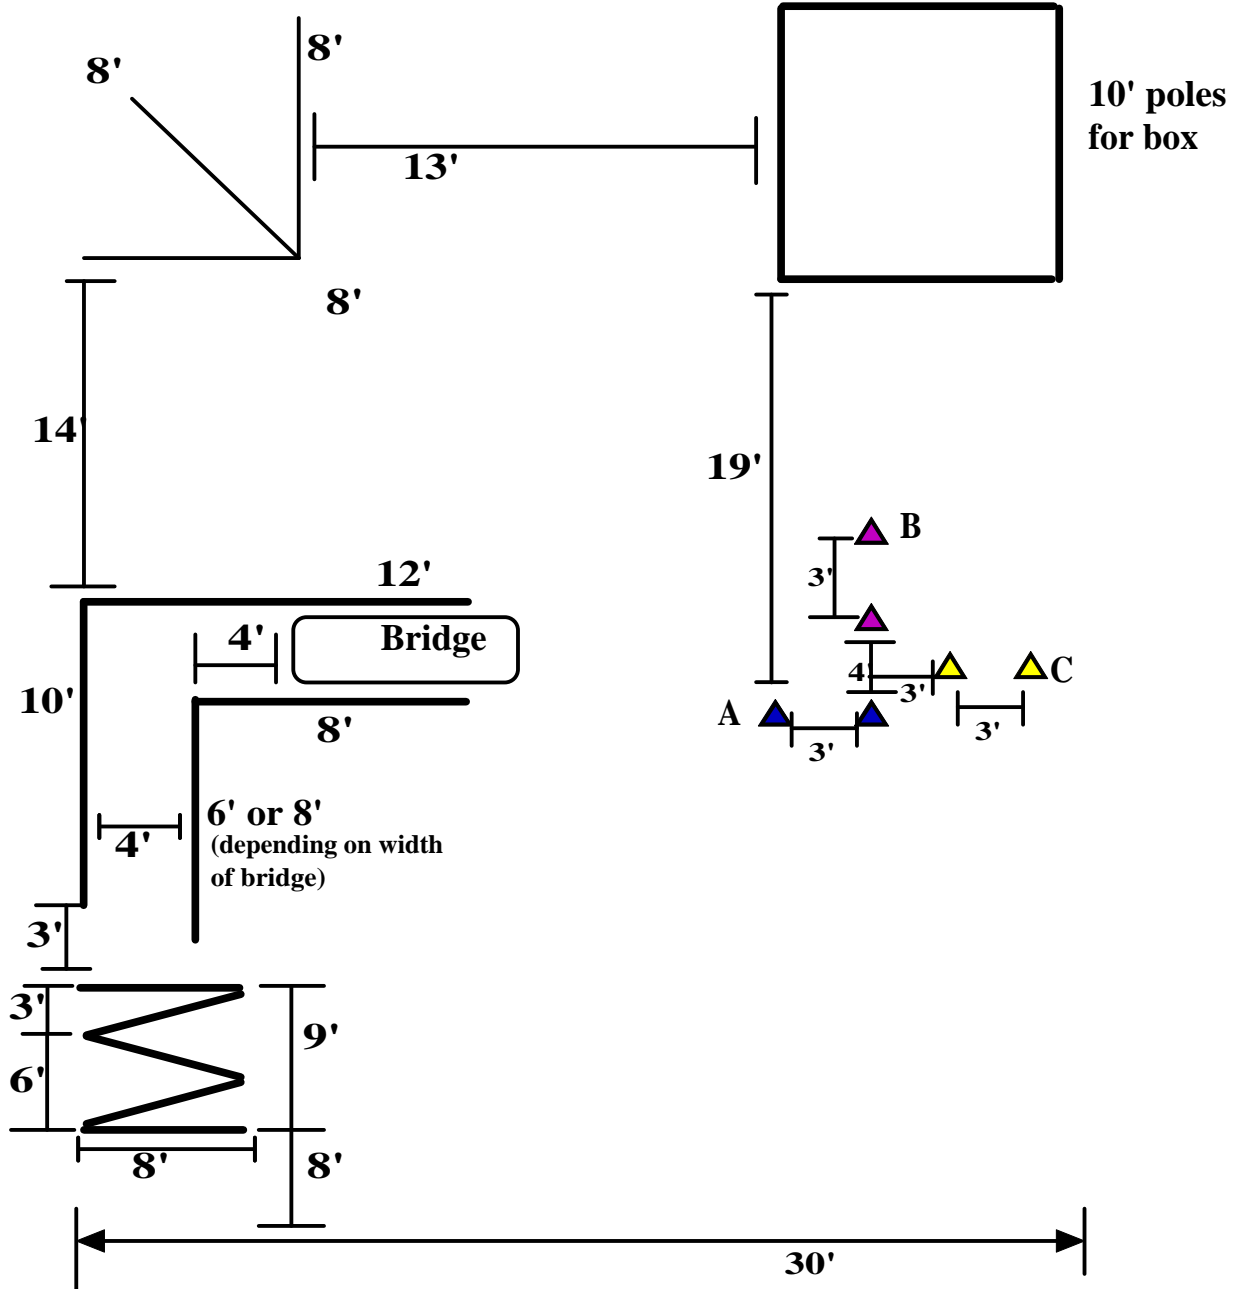 8'
8'
10' poles
for box
13'
8'
14'
19'
B
12'
3'
Bridge
4'
4'
C
10'
3'
A
8'
3'
3'
6' or 8'
4'
(depending on width
of bridge)
3'
3'
9'
6'
8'
8'
30'